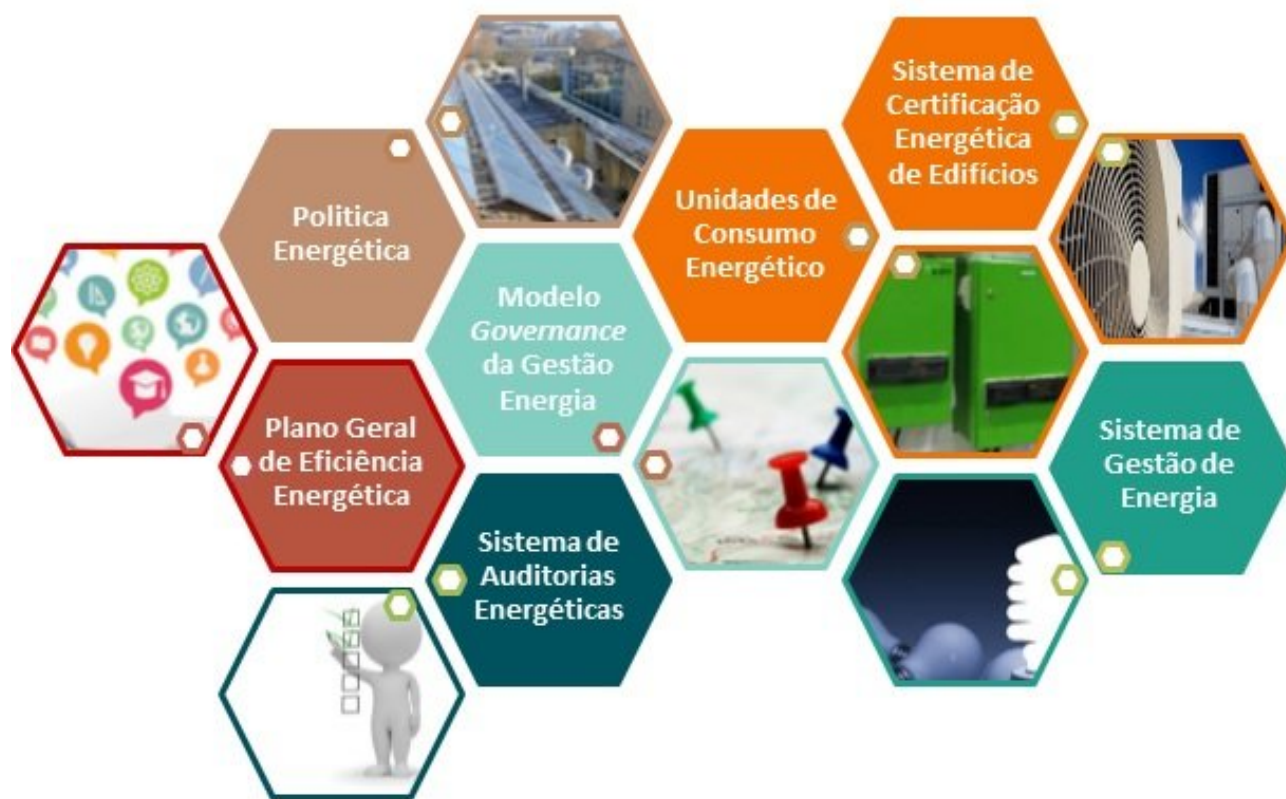 Politica
Energética
Plano Geral
de Eficiência
Energética
Modelo
Governance
da Gestão
Energia
Sistema de
Auditorias
Energéticas
Unidades de
Consumo
Energético
Sistema de
Certificação
Energética
de Edifícios
Sistema de
Gestão de
Energia